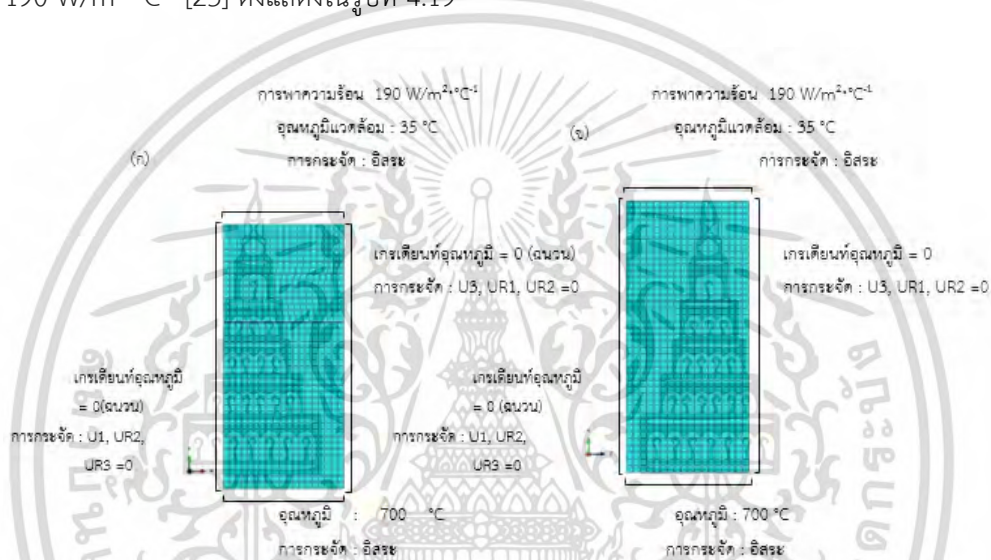 190 W/m² °C⁻¹ [23] ดังแสดงในรูปที่ 4.19
(ก)
การพาความร้อน 190 W/m²•°C⁻¹
อุณหภูมิแวดล้อม : 35 °C
การกระจัด : อิสระ
เกรเดียนท์อุณหภูมิ = 0 (ฉนวน)
การกระจัด : U3, UR1, UR2 =0
เกรเดียนท์อุณหภูมิ
= 0(ฉนวน)
การกระจัด : U1, UR2,
UR3 =0
อุณหภูมิ : 700 °C
การกระจัด : อิสระ
(ข)
การพาความร้อน 190 W/m²•°C⁻¹
อุณหภูมิแวดล้อม : 35 °C
การกระจัด : อิสระ
เกรเดียนท์อุณหภูมิ = 0
การกระจัด : U3, UR1, UR2 =0
เกรเดียนท์อุณหภูมิ
= 0 (ฉนวน)
การกระจัด : U1, UR2,
UR3 =0
อุณหภูมิ : 700 °C
การกระจัด : อิสระ